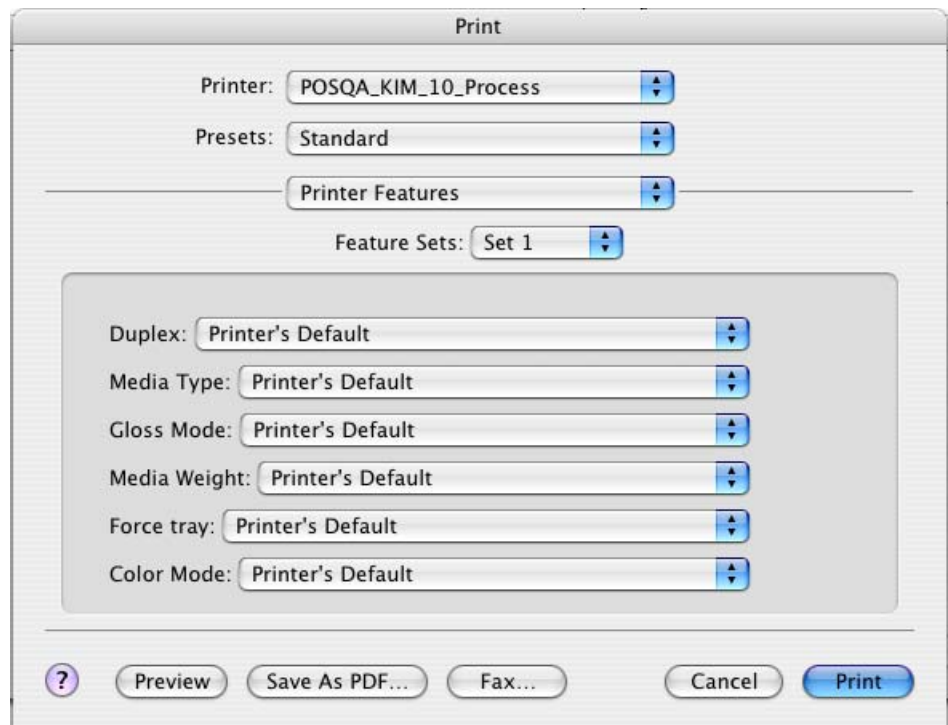 Print
Printer: POSQA_KIM_10_Process
Presets: Standard
Printer Features
Feature Sets: Set 1
Duplex: Printer's Default
Media Type: Printer's Default
Gloss Mode: Printer's Default
Media Weight: Printer's Default
Force tray: Printer's Default
Color Mode: Printer's Default
? Preview Save As PDF... Fax... Cancel Print